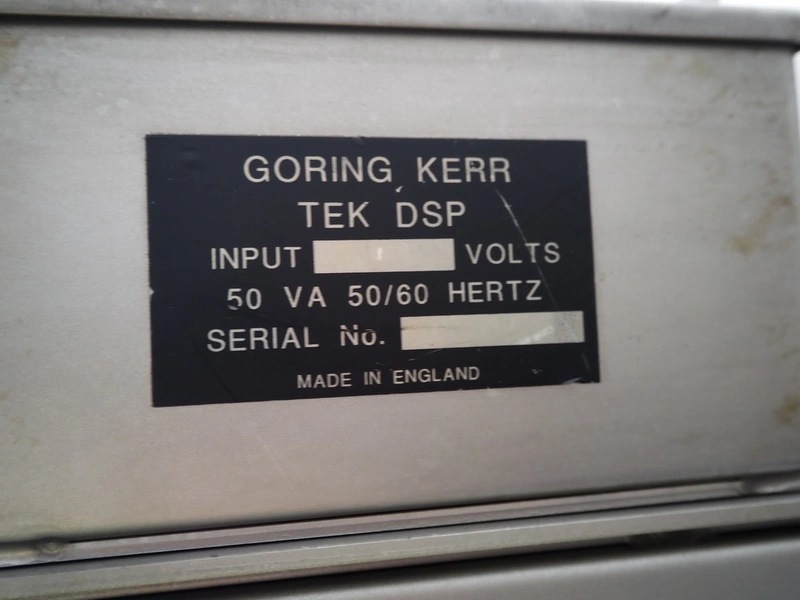 GORING KERR
TEK DSP
INPUT VOLTS
50 VA 50/60 HERTZ
SERIAL No.
MADE IN ENGLAND